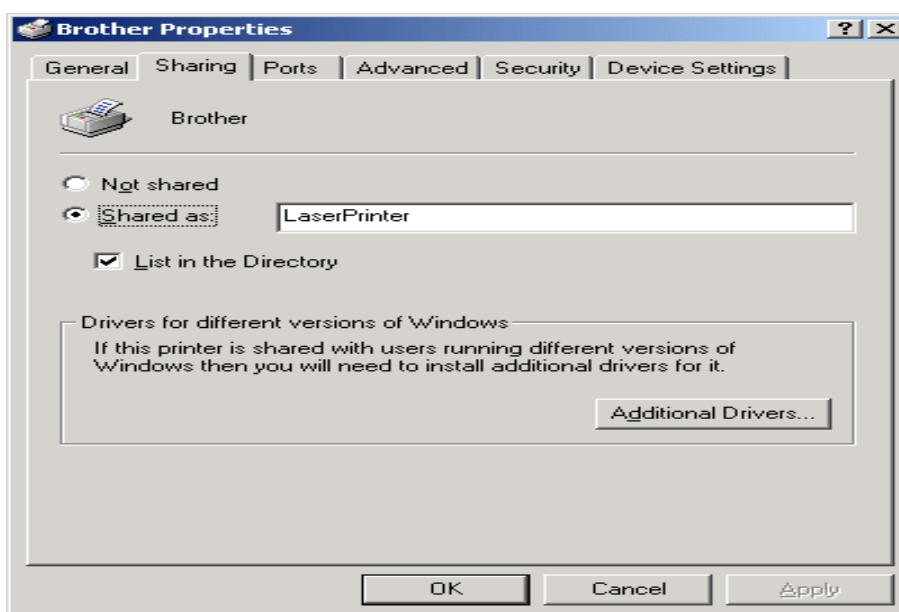 Brother Properties
General Sharing Ports Advanced Security Device Settings
Brother
Not shared
Shared as: LaserPrinter
List in the Directory
Drivers for different versions of Windows
If this printer is shared with users running different versions of
Windows then you will need to install additional drivers for it.
Additional Drivers...
OK Cancel Apply